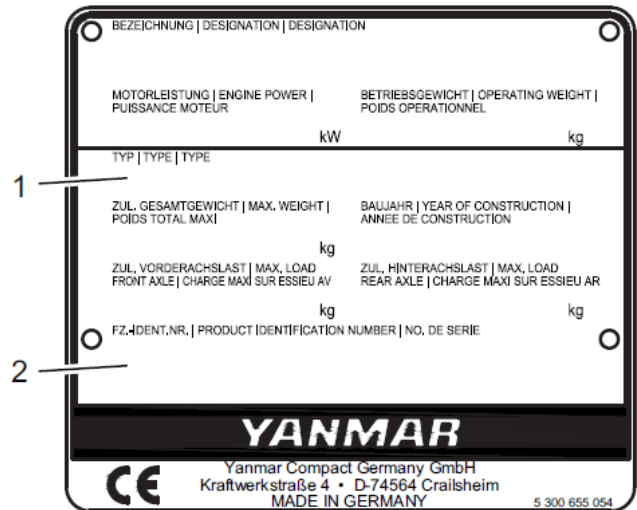 BEZEICHNUNG | DESIGNATION | DESIGNATION
MOTORLEISTUNG | ENGINE POWER |
PUISSANCE MOTEUR
BETRIEBSGEWICHT | OPERATING WEIGHT |
POIDS OPERATIONNEL
kW
kg
1
TYP | TYPE | TYPE
ZUL. GESAMTGEWICHT | MAX. WEIGHT |
POIDS TOTAL MAXI
BAUJAHR | YEAR OF CONSTRUCTION |
ANNEE DE CONSTRUCTION
kg
ZUL. VORDERACHSLAST | MAX. LOAD
FRONT AXLE | CHARGE MAXI SUR ESSIEU AV
ZUL. HINTERACHSLAST | MAX. LOAD
REAR AXLE | CHARGE MAXI SUR ESSIEU AR
kg
kg
FZ.-IDENT.NR. | PRODUCT IDENTIFICATION NUMBER | NO. DE SERIE
2
YANMAR
CE
Yanmar Compact Germany GmbH
Kraftwerkstraße 4 • D-74564 Crailsheim
MADE IN GERMANY
5 300 655 054